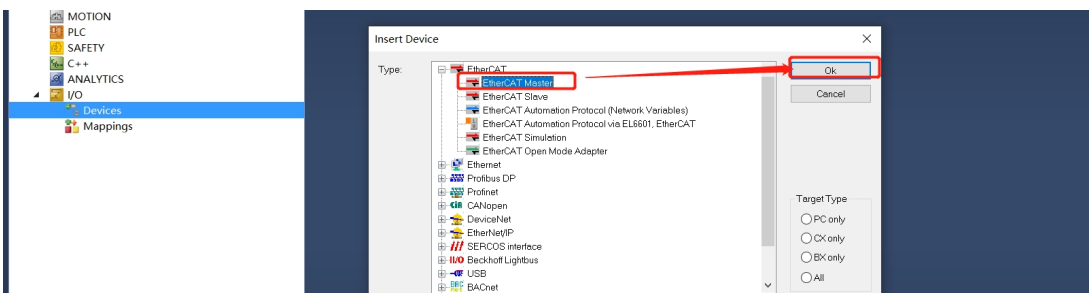 MOTION
PLC
SAFETY
C++
ANALYTICS
I/O
Devices
Mappings
Insert Device
Type:
EtherCAT
EtherCAT Master
EtherCAT Slave
EtherCAT Automation Protocol (Network Variables)
EtherCAT Automation Protocol via EL6601, EtherCAT
EtherCAT Simulation
EtherCAT Open Mode Adapter
Ethernet
Profibus DP
Profinet
CANopen
DeviceNet
EtherNet/IP
SERCOS interface
Beckhoff Lightbus
USB
BACnet
Ok
Cancel
Target Type
PC only
CX only
BX only
All